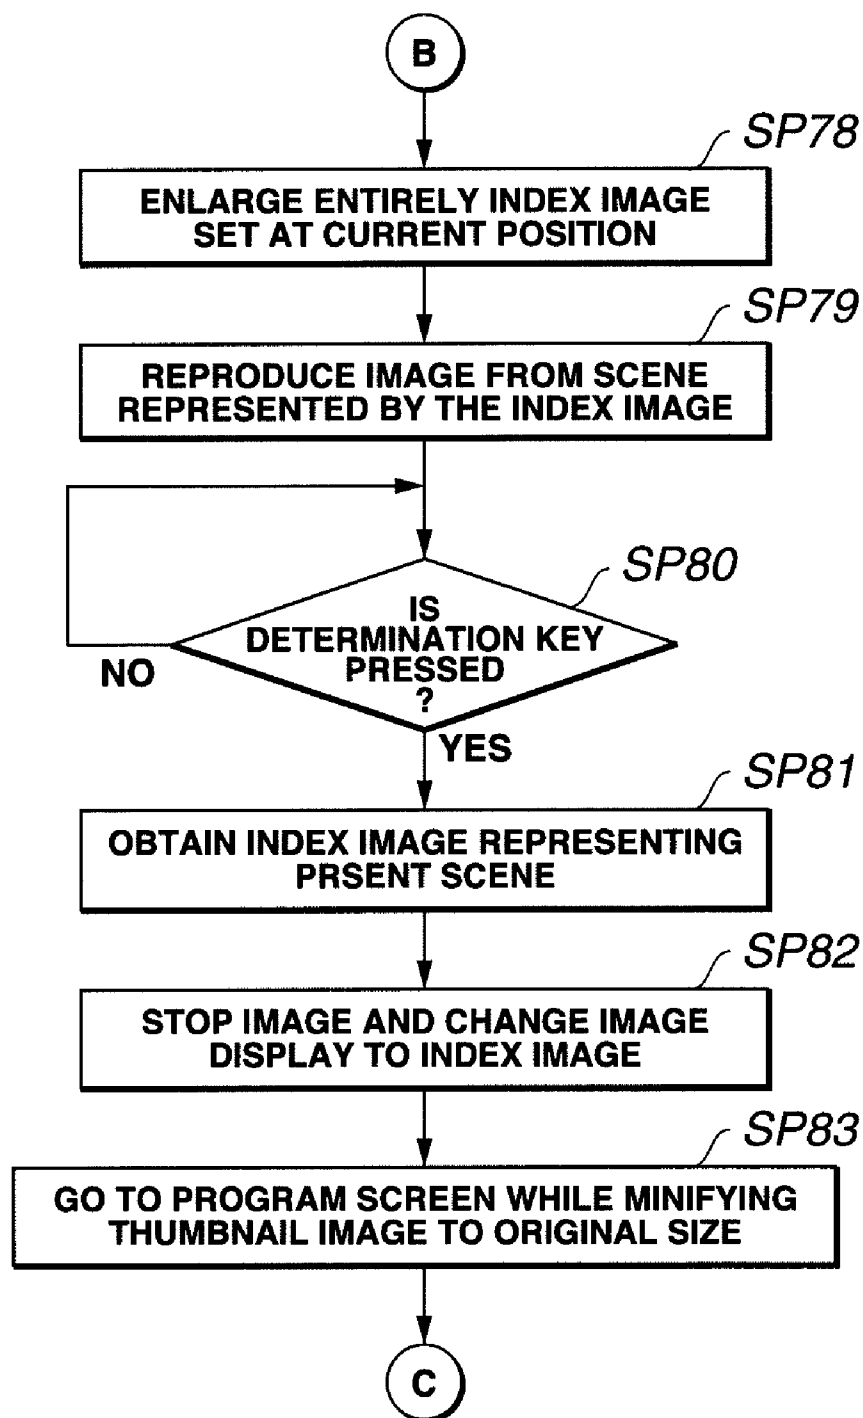 B
SP78
ENLARGE ENTIRELY INDEX IMAGE
SET AT CURRENT POSITION
SP79
REPRODUCE IMAGE FROM SCENE
REPRESENTED BY THE INDEX IMAGE
SP80
IS
DETERMINATION KEY
PRESSED
?
NO
YES
SP81
OBTAIN INDEX IMAGE REPRESENTING
PRSENT SCENE
SP82
STOP IMAGE AND CHANGE IMAGE
DISPLAY TO INDEX IMAGE
SP83
GO TO PROGRAM SCREEN WHILE MINIFYING
THUMBNAIL IMAGE TO ORIGINAL SIZE
C